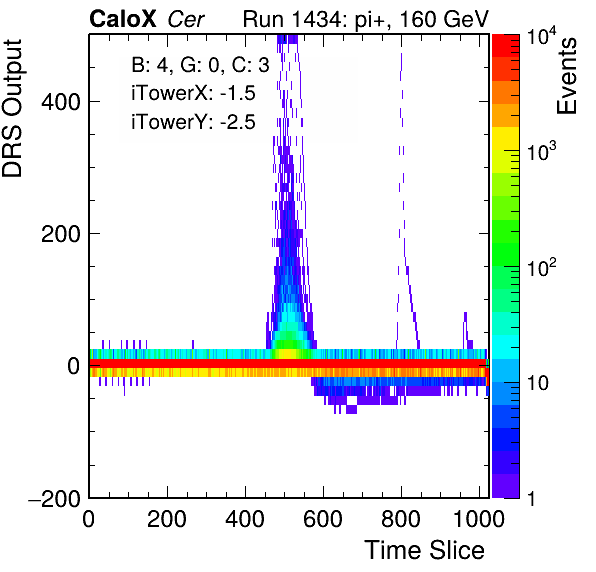 CaloX Cer Run 1434: pi+, 160 GeV
DRS Output
Events
B: 4, G: 0, C: 3
iTowerX: -1.5
iTowerY: -2.5
400
200
0
−200
0 200 400 600 800 1000
Time Slice
10^4
10^3
10^2
10
1